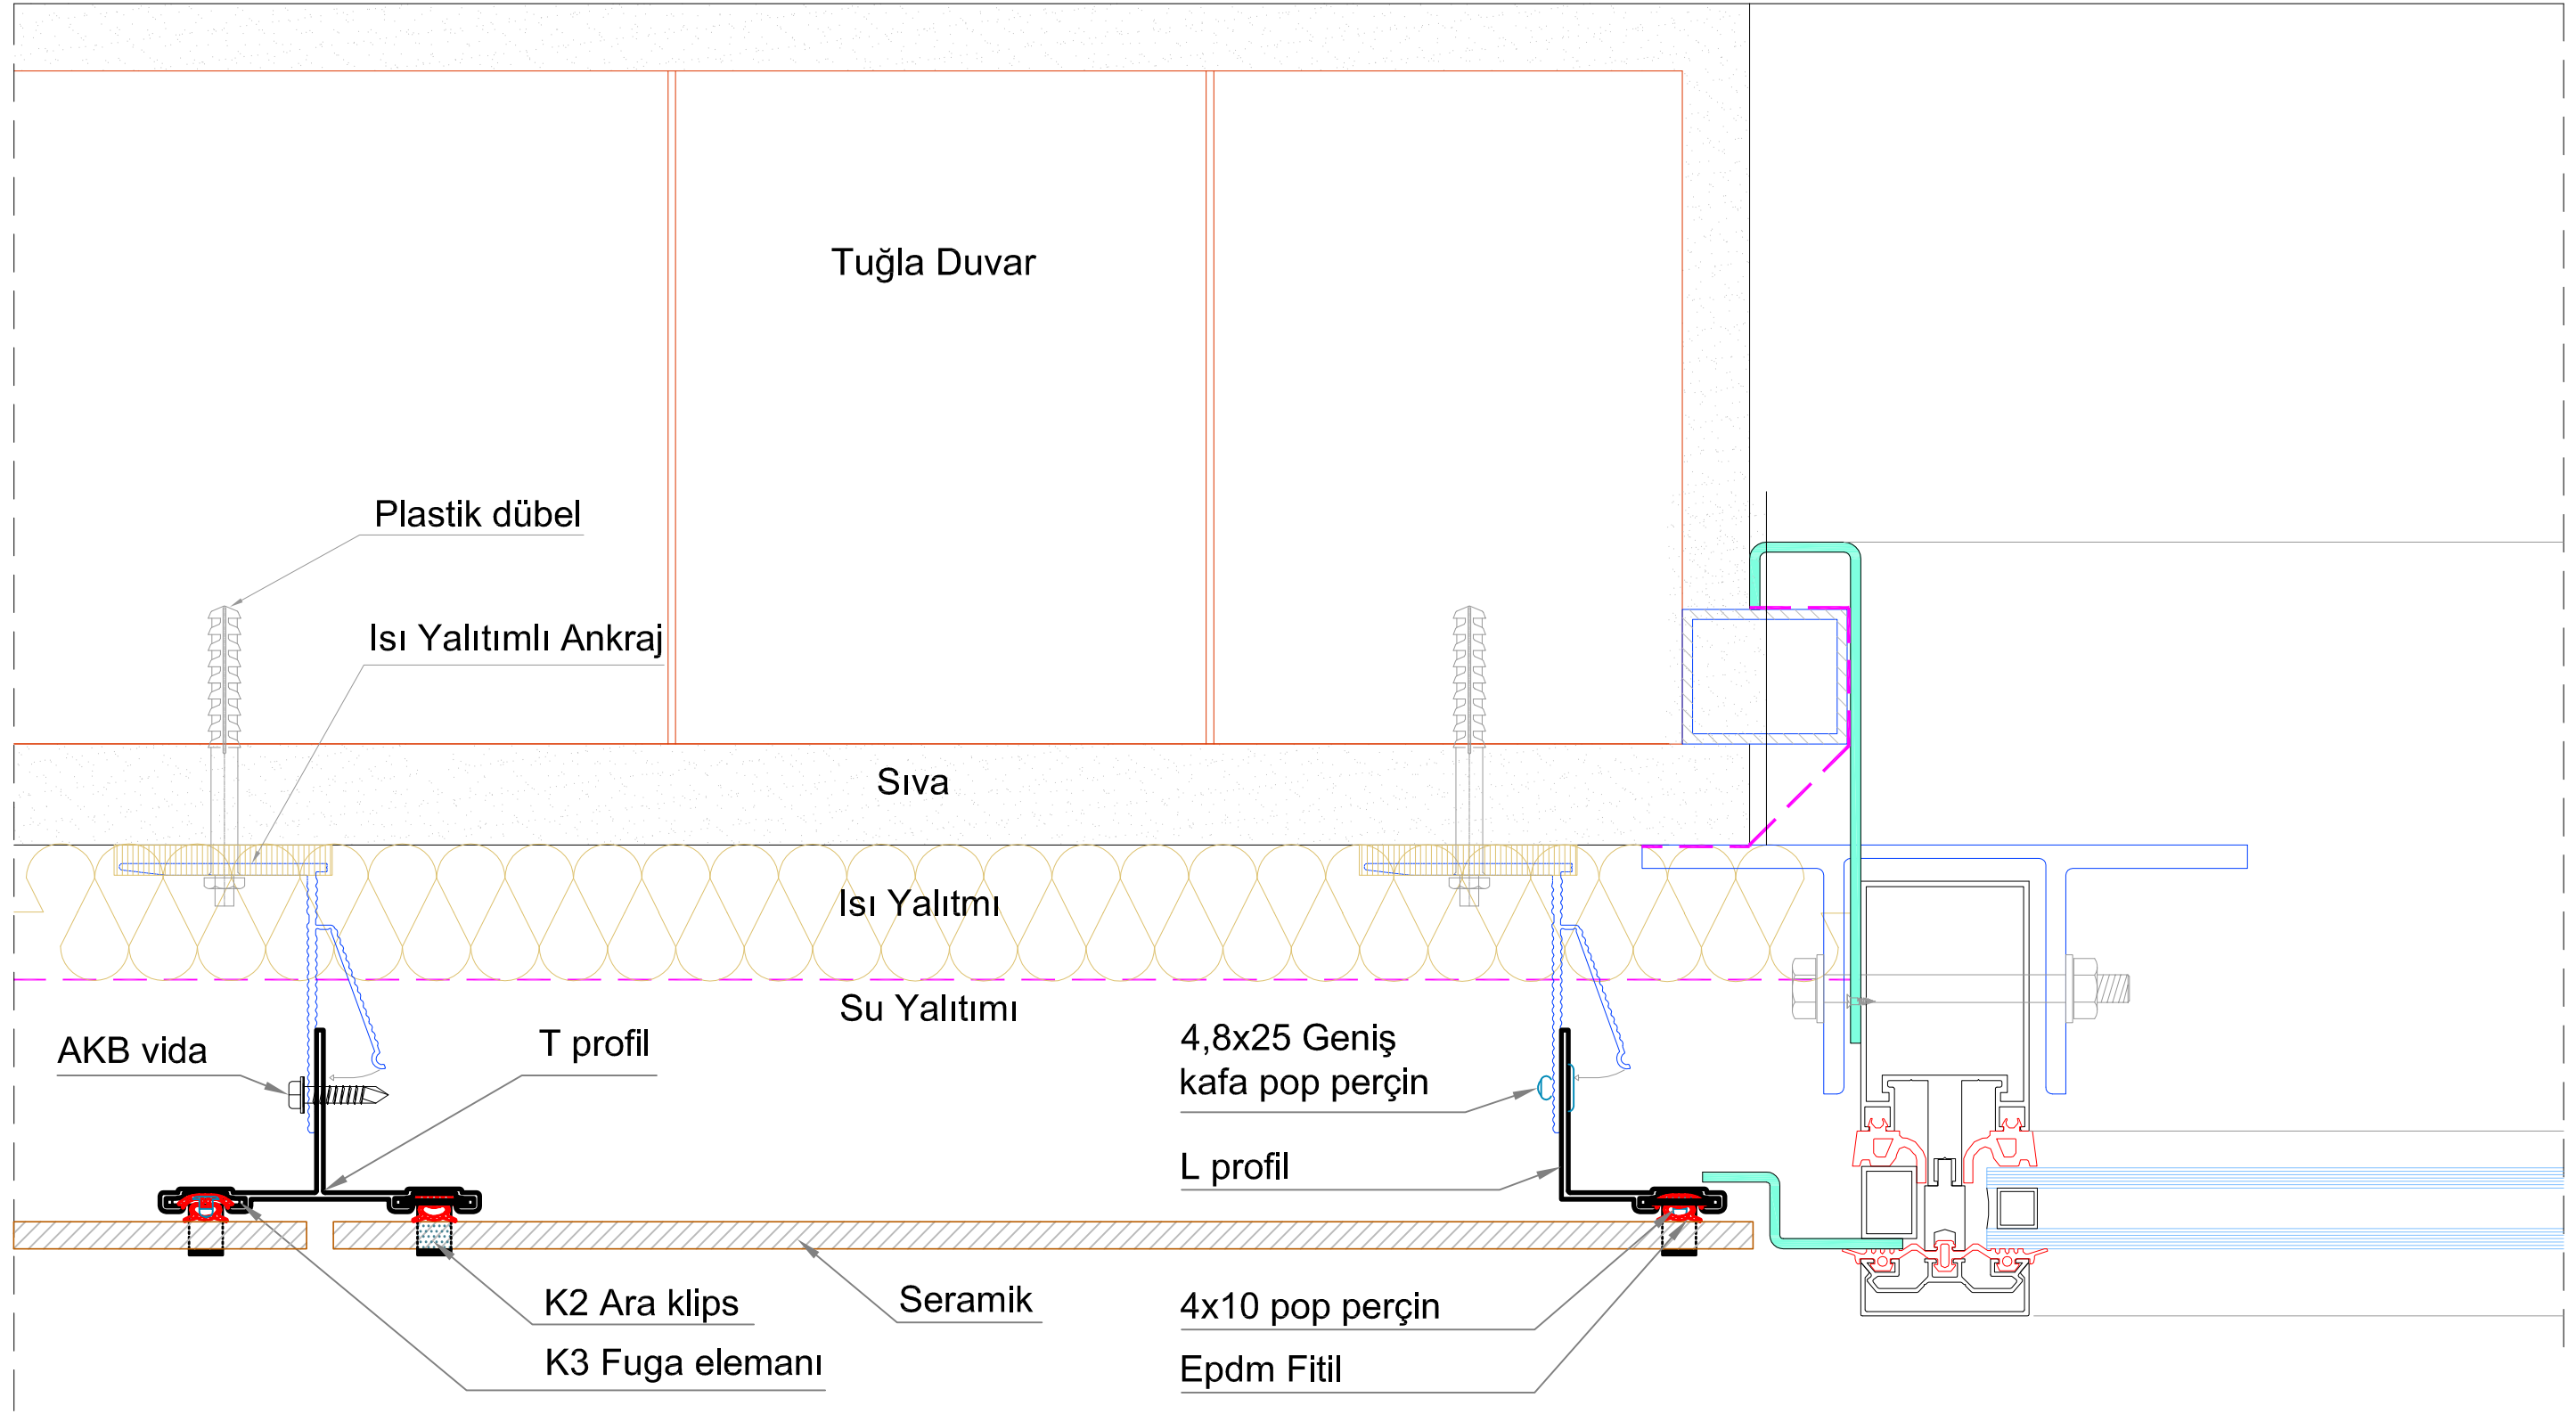 Tuğla Duvar
Plastik dübel
Isı Yalıtımlı Ankraj
Sıva
Isı Yalıtmı
Su Yalıtımı
AKB vida
T profil
4,8x25 Geniş
kafa pop perçin
L profil
K2 Ara klips
Seramik
4x10 pop perçin
K3 Fuga elemanı
Epdm Fitil